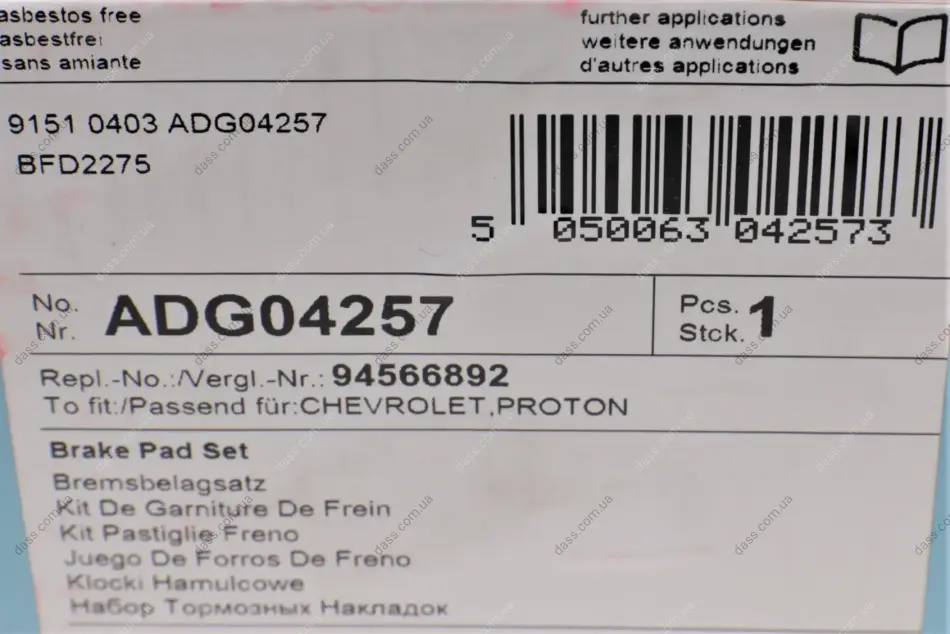 asbestos free
asbestfrei
sans amiante
further applications
weitere anwendungen
d'autres applications
9151 0403 ADG04257
BFD2275
5 050063 042573
No.
Nr. ADG04257
Pcs.
Stck. 1
Repl.-No.:/Vergl.-Nr.: 94566892
To fit:/Passend für:CHEVROLET,PROTON
Brake Pad Set
Bremsbelagsatz
Kit De Garniture De Frein
Kit Pastiglie Freno
Juego De Forros De Freno
Klocki Hamulcowe
Набор Тормозных Накладок
dass.com.ua